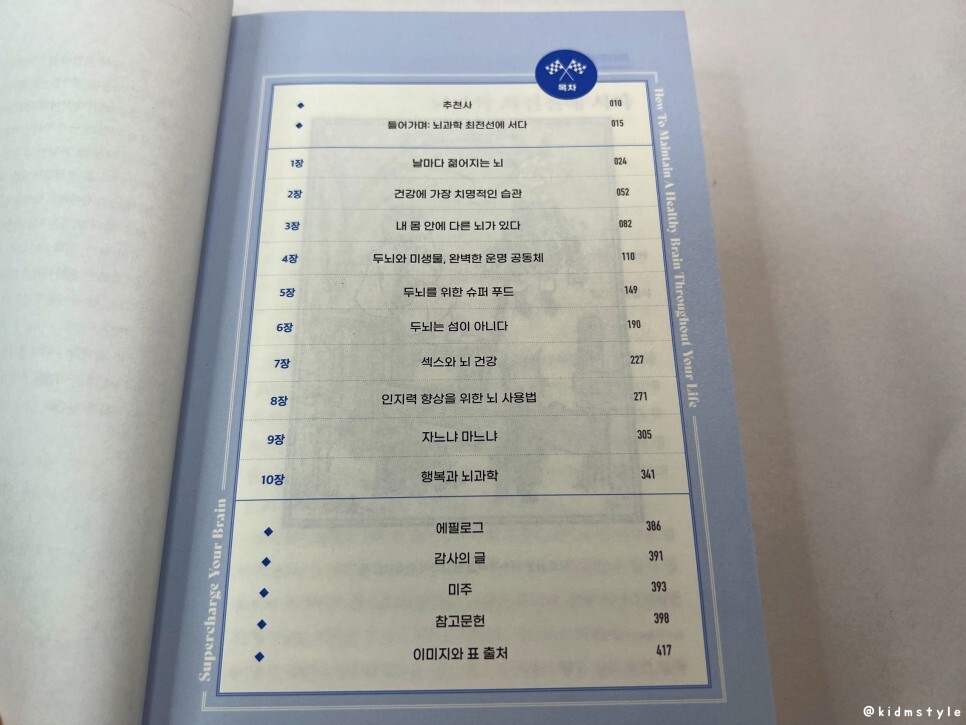 목차
추천사 010
들어가며: 뇌과학 최전선에 서다 015
1장 날마다 젊어지는 뇌 024
2장 건강에 가장 치명적인 습관 052
3장 내 몸 안에 다른 뇌가 있다 082
4장 두뇌와 미생물, 완벽한 운명 공동체 110
5장 두뇌를 위한 슈퍼 푸드 149
6장 두뇌는 섬이 아니다 190
7장 섹스와 뇌 건강 227
8장 인지력 향상을 위한 뇌 사용법 271
9장 자느냐 마느냐 305
10장 행복과 뇌과학 341
에필로그 386
감사의 글 391
미주 393
참고문헌 398
이미지와 표 출처 417
Supercharge Your Brain
How To Maintain A Healthy Brain Throughout Your Life
@kidmstyle